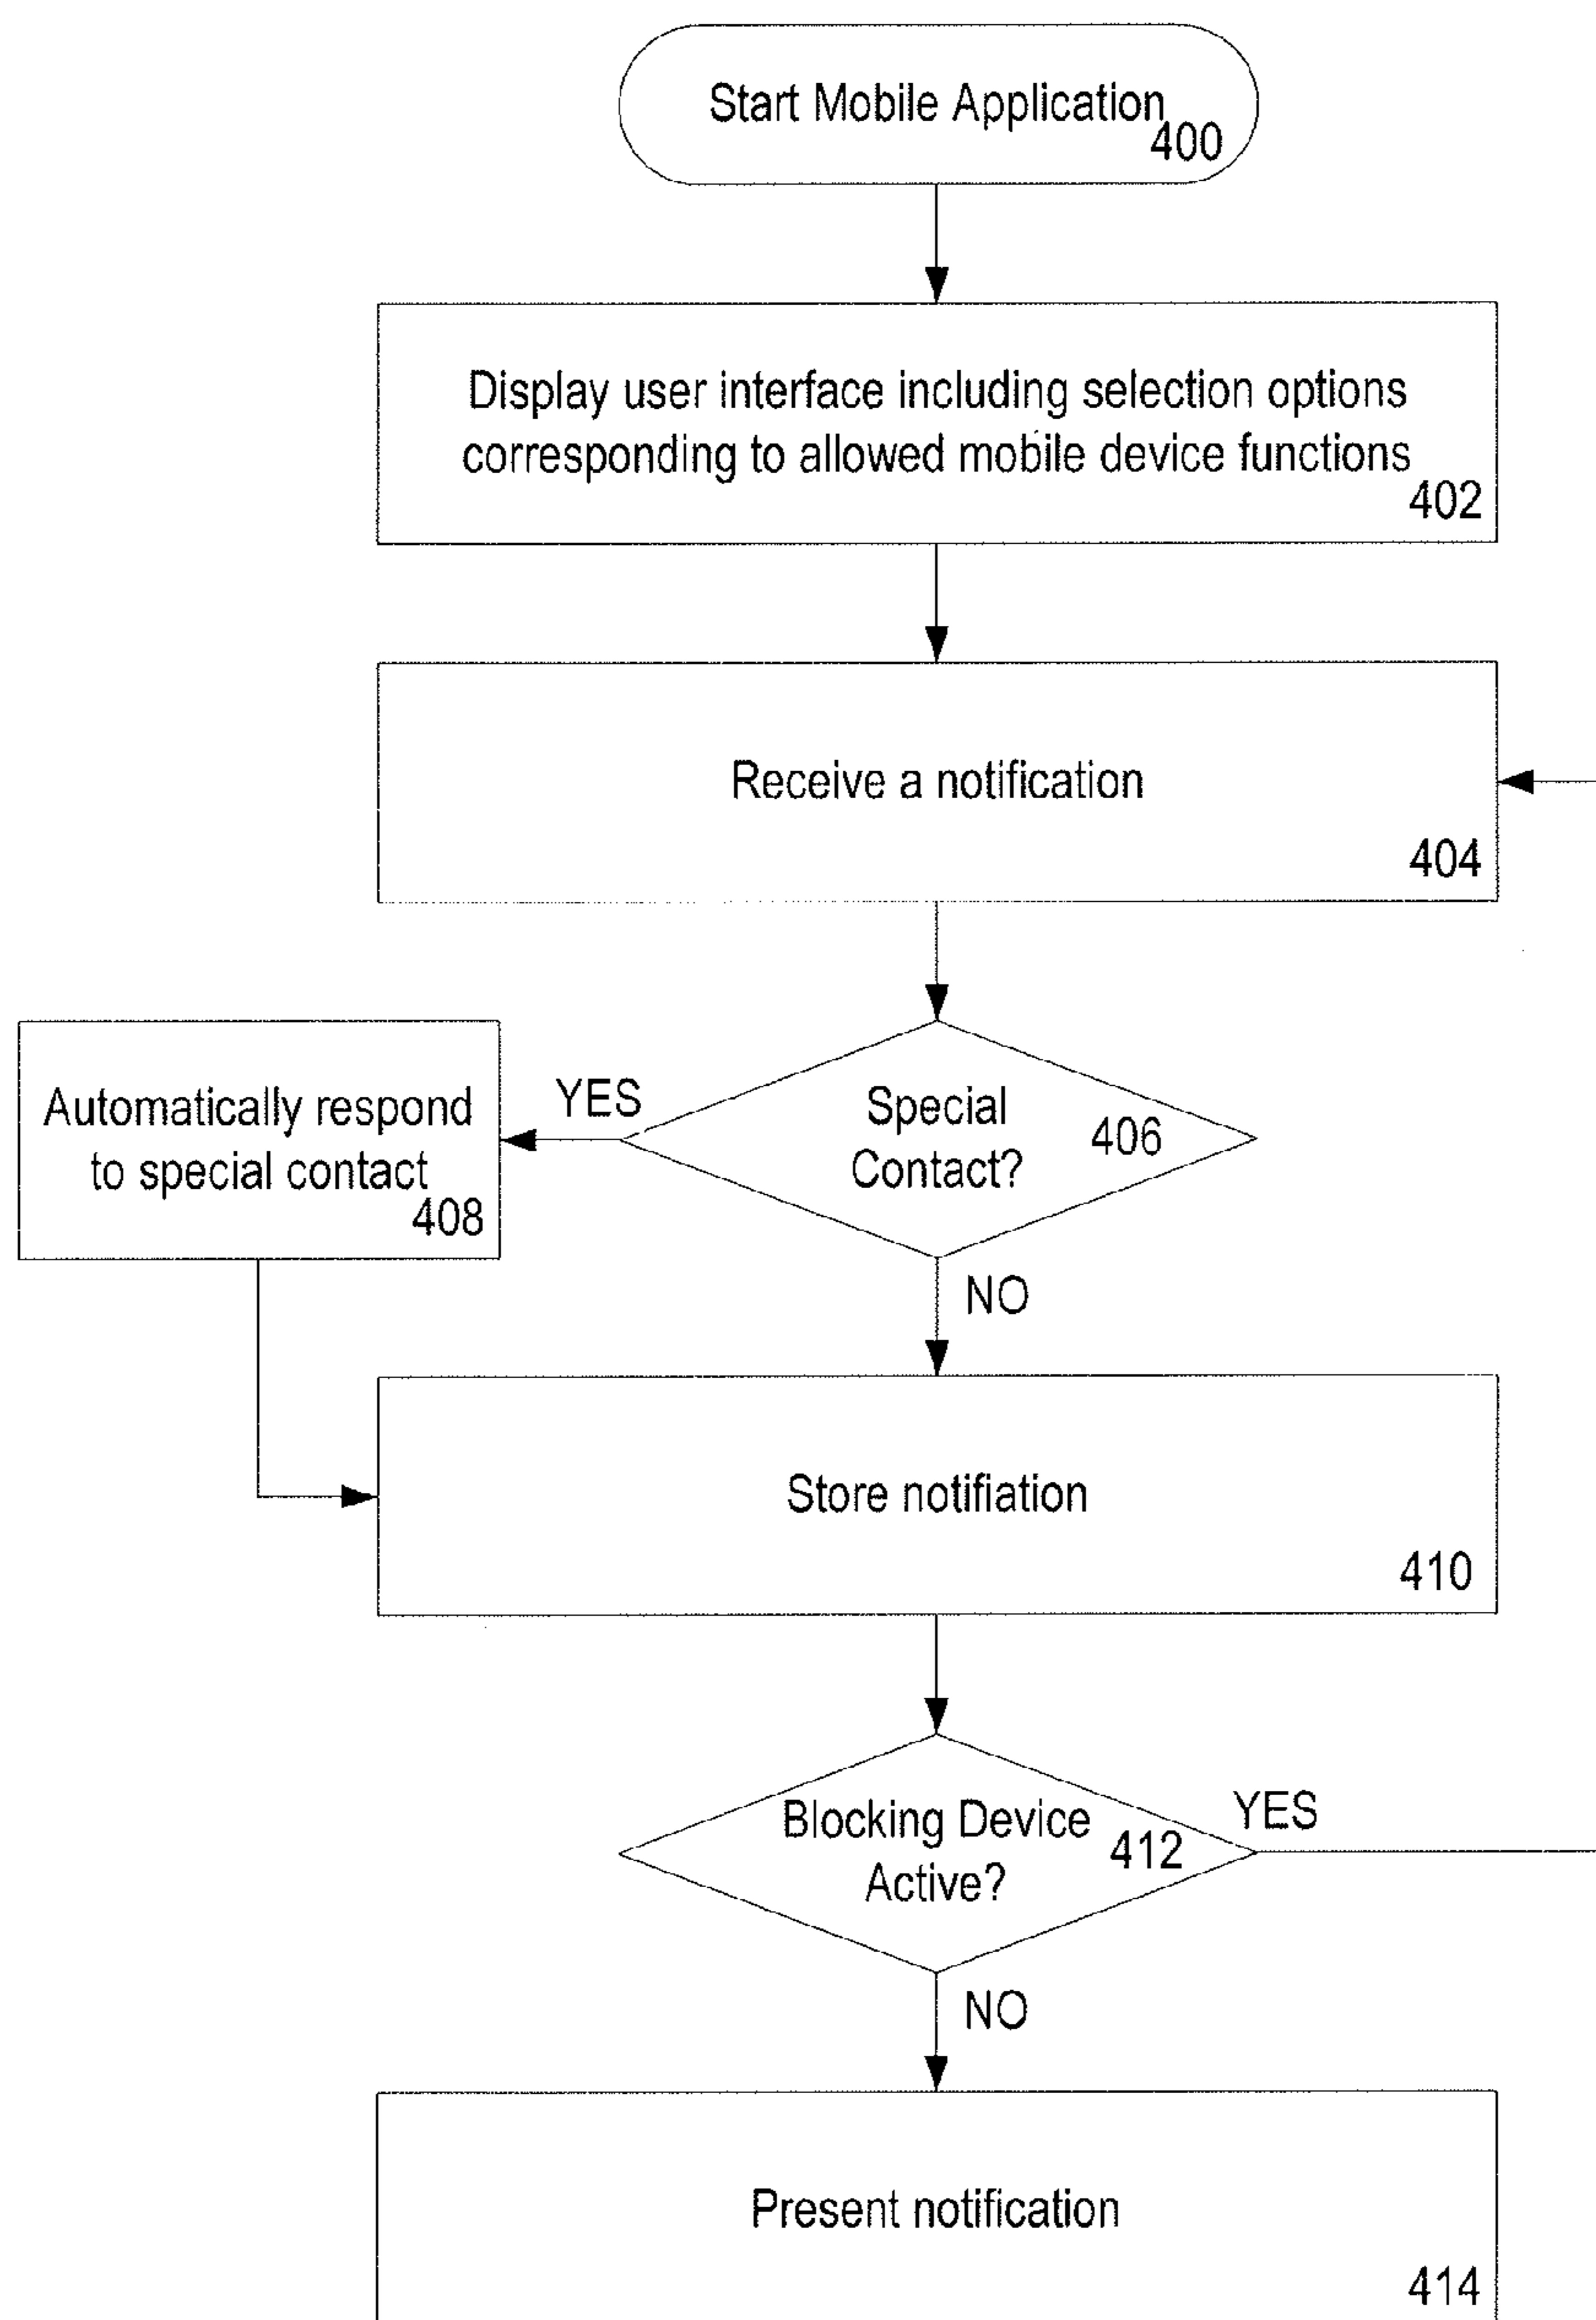 Start Mobile Application
400
Display user interface including selection options
corresponding to allowed mobile device functions
402
Receive a notification
404
Special
Contact?
406
YES
Automatically respond
to special contact
408
NO
Store notifiation
410
Blocking Device
Active?
412
YES
NO
Present notification
414